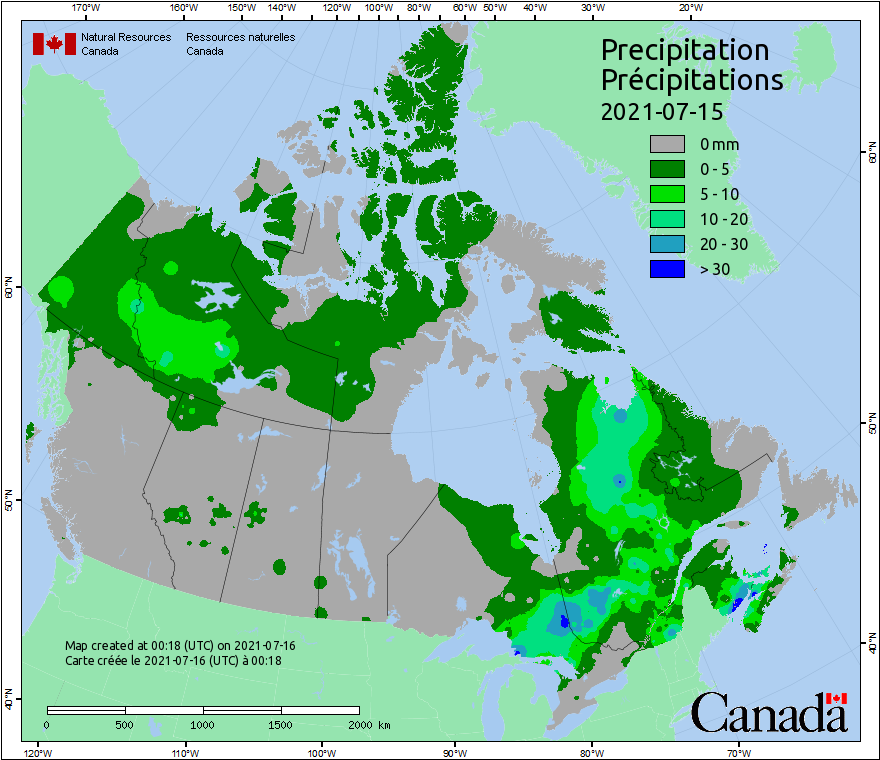 170°W 160°W 150°W 140°W 130°W 120°W 110°W 100°W 90°W 80°W 70°W 60°W 50°W 40°W 30°W 20°W
Natural Resources Ressources naturelles
Canada Canada
Precipitation
Précipitations
2021-07-15
0 mm
0 - 5
5 - 10
10 - 20
20 - 30
> 30
60°N 60°N
50°N 50°N
40°N 40°N
Map created at 00:18 (UTC) on 2021-07-16
Carte créée le 2021-07-16 (UTC) à 00:18
0 500 1000 1500 2000 km
Canada
120°W 110°W 100°W 90°W 80°W 70°W